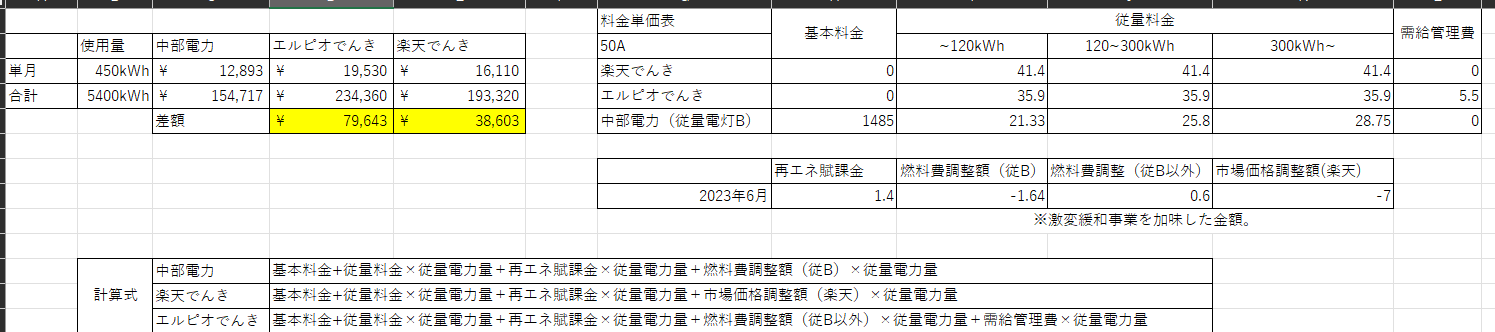 使用量 中部電力 エルピオでんき 楽天でんき
単月 450kWh ¥ 12,893 ¥ 19,530 ¥ 16,110
合計 5400kWh ¥ 154,717 ¥ 234,360 ¥ 193,320
差額 ¥ 79,643 ¥ 38,603
料金単価表 基本料金 従量料金 需給管理費
50A ~120kWh 120~300kWh 300kWh~
楽天でんき 0 41.4 41.4 41.4 0
エルピオでんき 0 35.9 35.9 35.9 5.5
中部電力（従量電灯B） 1485 21.33 25.8 28.75 0
再エネ賦課金 燃料費調整額（従B） 燃料費調整（従B以外） 市場価格調整額(楽天)
2023年6月 1.4 -1.64 0.6 -7
※激変緩和事業を加味した金額。
計算式
中部電力 基本料金+従量料金×従量電力量＋再エネ賦課金×従量電力量＋燃料費調整額（従B）×従量電力量
楽天でんき 基本料金+従量料金×従量電力量＋再エネ賦課金×従量電力量＋市場価格調整額（楽天）×従量電力量
エルピオでんき 基本料金+従量料金×従量電力量＋再エネ賦課金×従量電力量＋燃料費調整額（従B以外）×従量電力量＋需給管理費×従量電力量